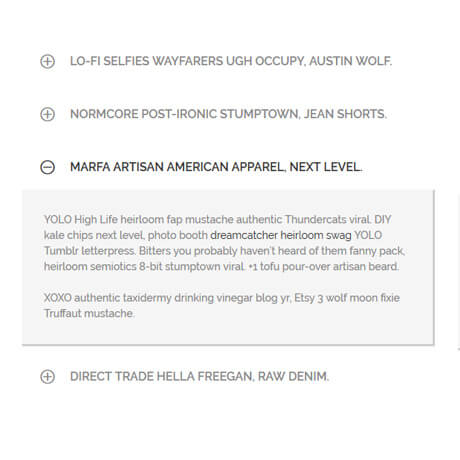 LO-FI SELFIES WAYFARERS UGH OCCUPY, AUSTIN WOLF.
NORMCORE POST-IRONIC STUMPTOWN, JEAN SHORTS.
MARFA ARTISAN AMERICAN APPAREL, NEXT LEVEL.
YOLO High Life heirloom fap mustache authentic Thundercats viral. DIY
kale chips next level, photo booth dreamcatcher heirloom swag YOLO
Tumblr letterpress. Bitters you probably haven't heard of them fanny pack,
heirloom semiotics 8-bit stumptown viral. +1 tofu pour-over artisan beard.
XOXO authentic taxidermy drinking vinegar blog yr, Etsy 3 wolf moon fixie
Truffaut mustache.
DIRECT TRADE HELLA FREEGAN, RAW DENIM.